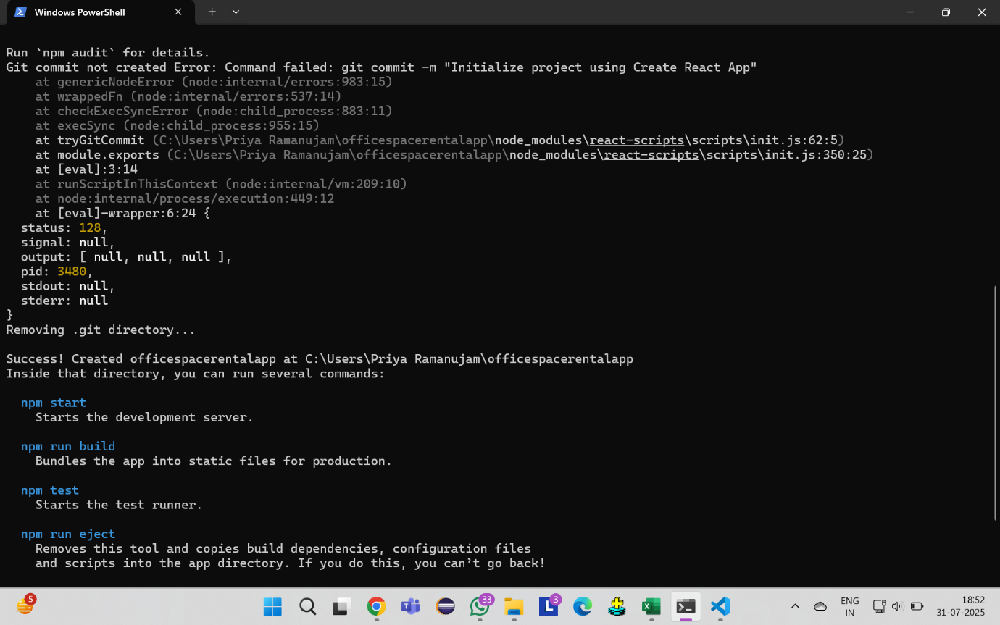 Windows PowerShell
Run `npm audit` for details.
Git commit not created Error: Command failed: git commit -m "Initialize project using Create React App"
    at genericNodeError (node:internal/errors:983:15)
    at wrappedFn (node:internal/errors:537:14)
    at checkExecSyncError (node:child_process:883:11)
    at execSync (node:child_process:955:15)
    at tryGitCommit (C:\Users\Priya Ramanujam\officespacerentalapp\node_modules\react-scripts\scripts\init.js:62:5)
    at module.exports (C:\Users\Priya Ramanujam\officespacerentalapp\node_modules\react-scripts\scripts\init.js:350:25)
    at [eval]:3:14
    at runScriptInThisContext (node:internal/vm:209:10)
    at node:internal/process/execution:449:12
    at [eval]-wrapper:6:24 {
  status: 128,
  signal: null,
  output: [ null, null, null ],
  pid: 3480,
  stdout: null,
  stderr: null
}
Removing .git directory...
Success! Created officespacerentalapp at C:\Users\Priya Ramanujam\officespacerentalapp
Inside that directory, you can run several commands:
  npm start
    Starts the development server.
  npm run build
    Bundles the app into static files for production.
  npm test
    Starts the test runner.
  npm run eject
    Removes this tool and copies build dependencies, configuration files
    and scripts into the app directory. If you do this, you can’t go back!
5
T
33
L
3
X
ENG
IN
18:52
31-07-2025